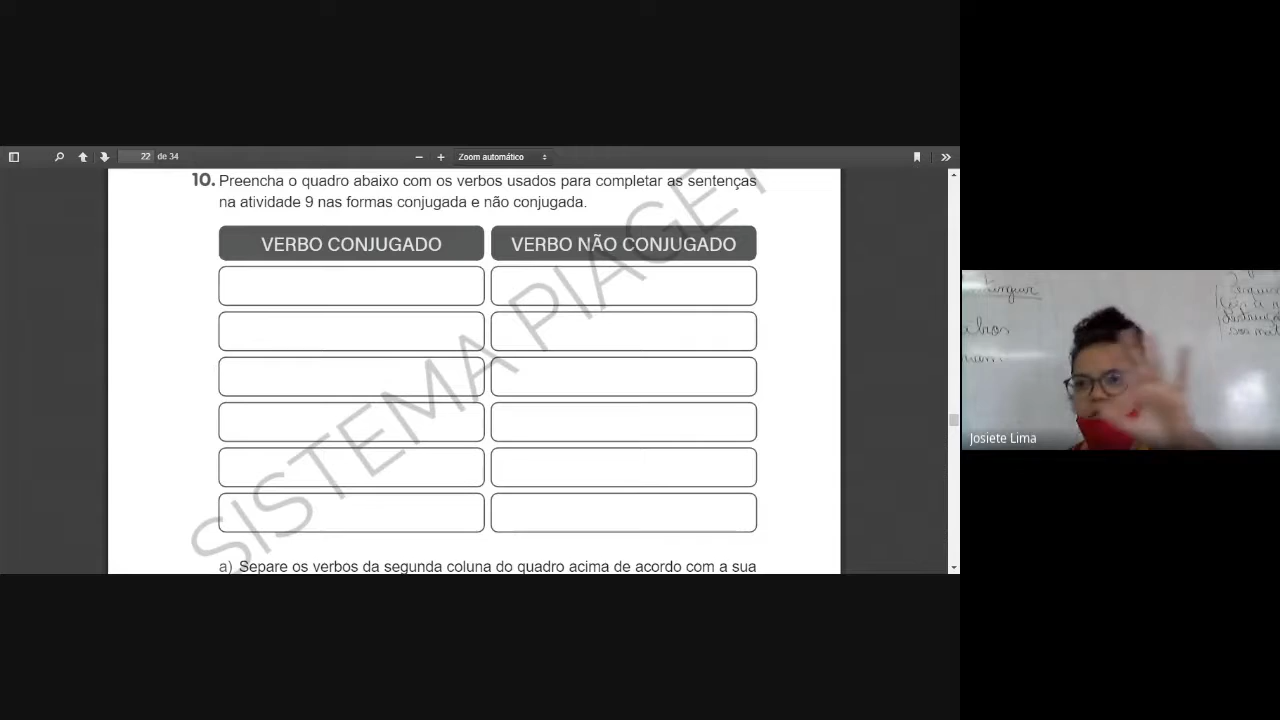 22 de 34
Zoom automático
10. Preencha o quadro abaixo com os verbos usados para completar as sentenças
na atividade 9 nas formas conjugada e não conjugada.
VERBO CONJUGADO VERBO NÃO CONJUGADO
SISTEMA PIAGET
a) Separe os verbos da segunda coluna do quadro acima de acordo com a sua
Josiete Lima